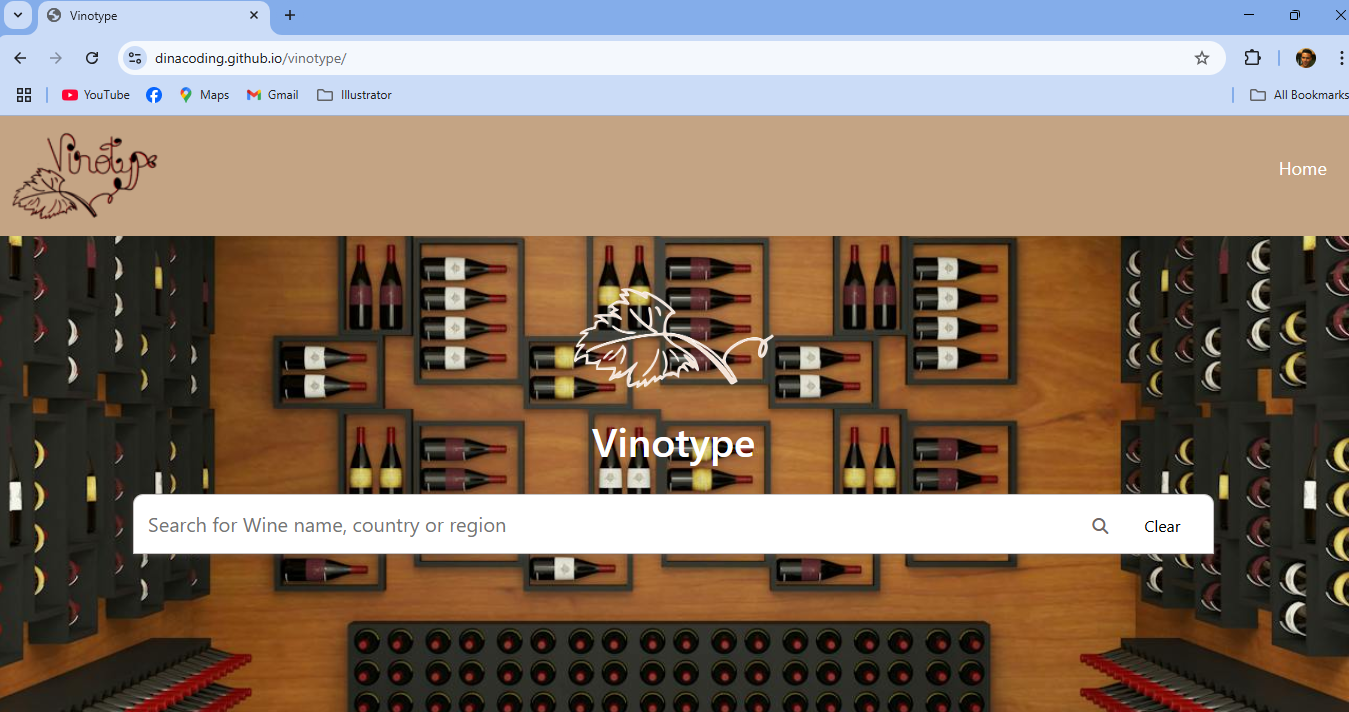 Vinotype
dinacoding.github.io/vinotype/
YouTube
Maps
Gmail
Illustrator
All Bookmarks
Vinotype
Home
Vinotype
Search for Wine name, country or region
Clear